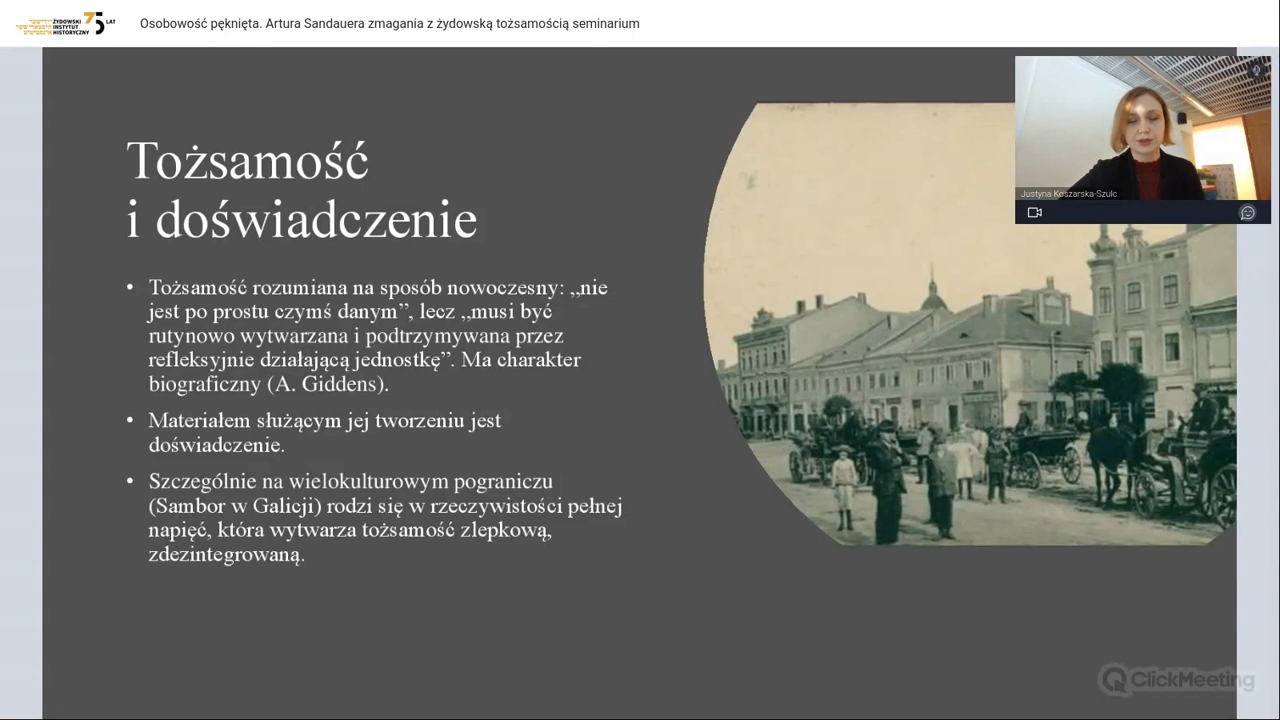 ŻYDOWSKI
INSTYTUT
HISTORYCZNY
75 LAT
Osobowość pęknięta. Artura Sandauera zmagania z żydowską tożsamością seminarium
Justyna Koszarska-Szulc
Tożsamość
i doświadczenie
• Tożsamość rozumiana na sposób nowoczesny: „nie
jest po prostu czymś danym”, lecz „musi być
rutynowo wytwarzana i podtrzymywana przez
refleksyjnie działającą jednostkę”. Ma charakter
biograficzny (A. Giddens).
• Materiałem służącym jej tworzeniu jest
doświadczenie.
• Szczególnie na wielokulturowym pograniczu
(Sambor w Galicji) rodzi się w rzeczywistości pełnej
napięć, która wytwarza tożsamość zlepkową,
zdezintegrowaną.
ClickMeeting